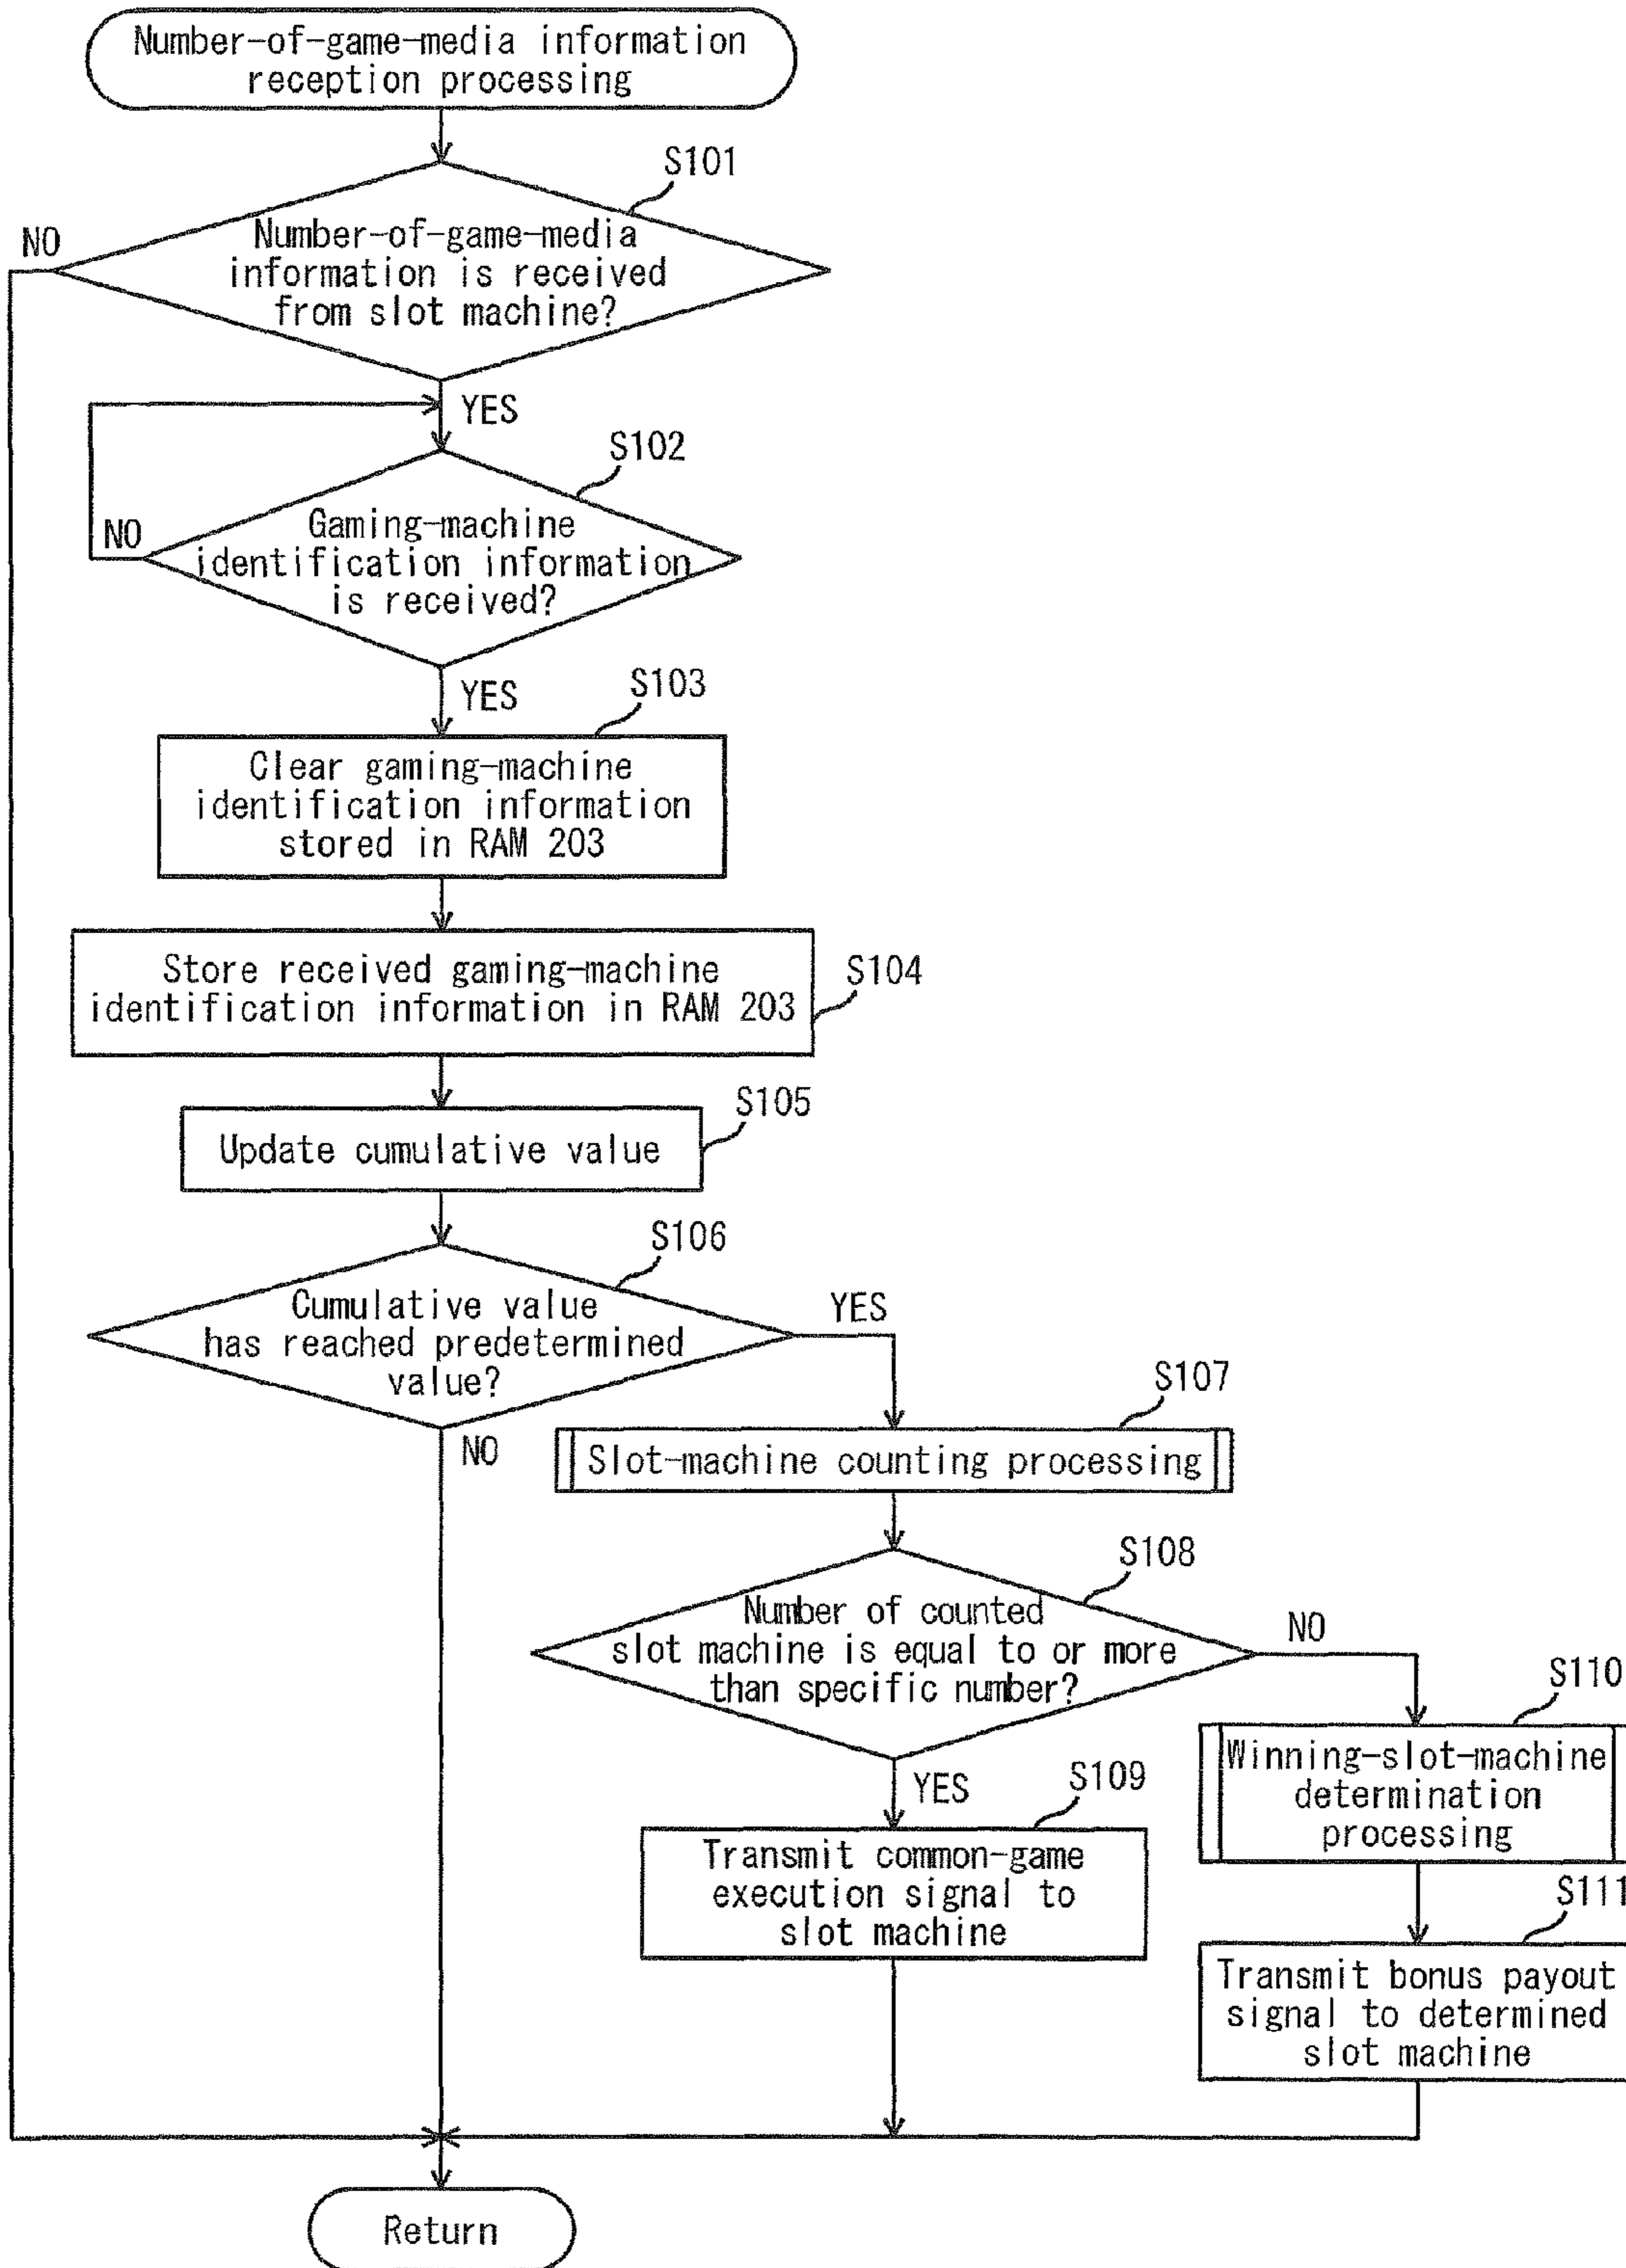 Number-of-game-media information
reception processing
S101
NO
Number-of-game-media
information is received
from slot machine?
YES
S102
NO
Gaming-machine
identification information
is received?
YES
S103
Clear gaming-machine
identification information
stored in RAM 203
S104
Store received gaming-machine
identification information in RAM 203
S105
Update cumulative value
S106
Cumulative value
has reached predetermined
value?
YES
NO
S107
Slot-machine counting processing
S108
Number of counted
slot machine is equal to or more
than specific number?
NO
YES
S109
Transmit common-game
execution signal to
slot machine
S110
Winning-slot-machine
determination
processing
S111
Transmit bonus payout
signal to determined
slot machine
Return